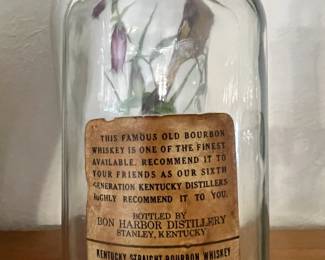 THIS FAMOUS OLD BOURBON
WHISKEY IS ONE OF THE FINEST
AVAILABLE. RECOMMEND IT TO
YOUR FRIENDS AS OUR SIXTH
GENERATION KENTUCKY DISTILLERS
HIGHLY RECOMMEND IT TO YOU.
BOTTLED BY
BON HARBOR DISTILLERY
STANLEY, KENTUCKY
KENTUCKY STRAIGHT BOURBON WHISKEY